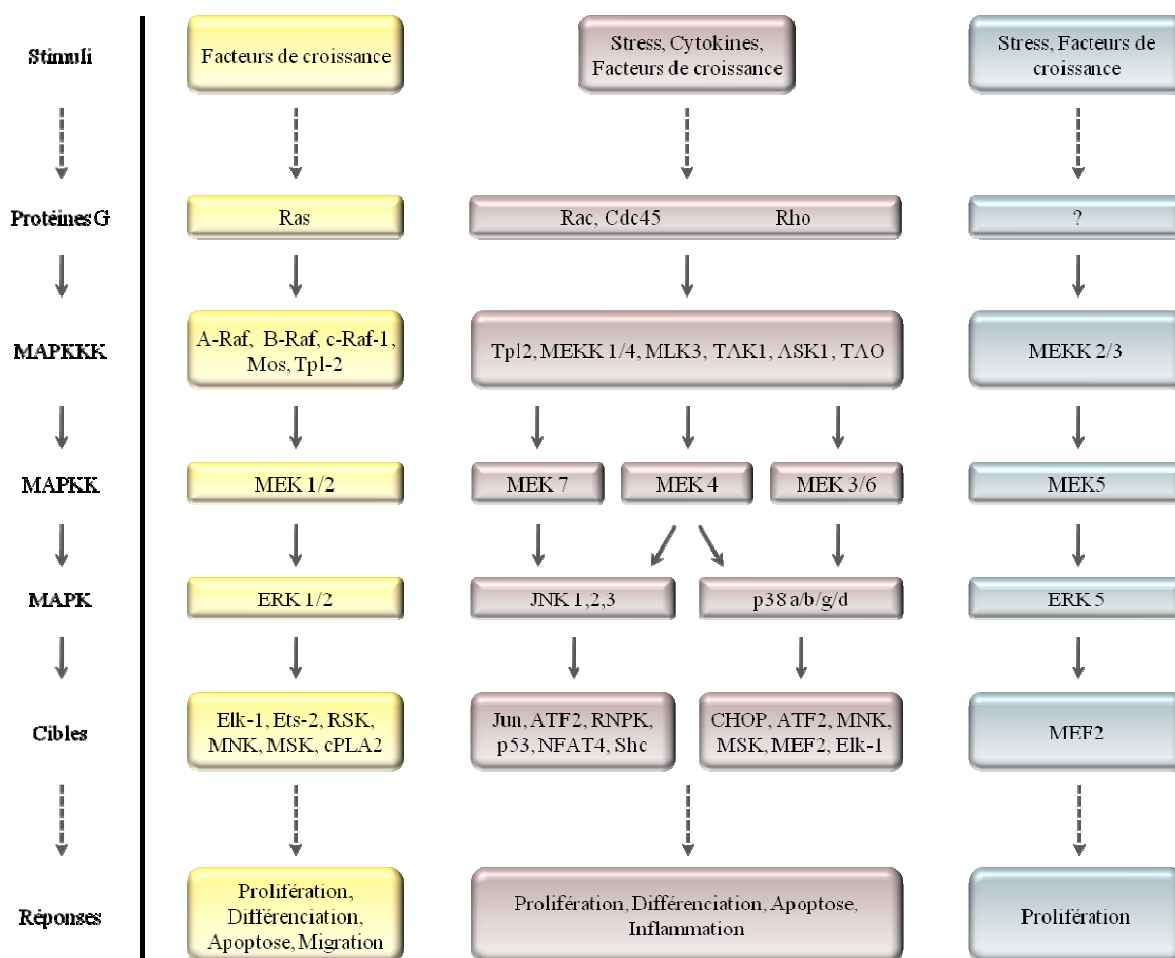 Stimuli
Facteurs de croissance
Stress, Cytokines,
Facteurs de croissance
Stress, Facteurs de
croissance
Protéines G
Ras
Rac, Cdc45 Rho
?
MAPKKK
A-Raf, B-Raf, c-Raf-1,
Mos, Tpl-2
Tpl2, MEKK 1/4, MLK3, TAK1, ASK1, TAO
MEKK 2/3
MAPKK
MEK 1/2
MEK 7
MEK 4
MEK 3/6
MEK5
MAPK
ERK 1/2
JNK 1,2,3
p38 a/b/g/d
ERK 5
Cibles
Elk-1, Ets-2, RSK,
MNK, MSK, cPLA2
Jun, ATF2, RNPK,
p53, NFAT4, Shc
CHOP, ATF2, MNK,
MSK, MEF2, Elk-1
MEF2
Réponses
Prolifération,
Différenciation,
Apoptose, Migration
Prolifération, Différenciation, Apoptose,
Inflammation
Prolifération